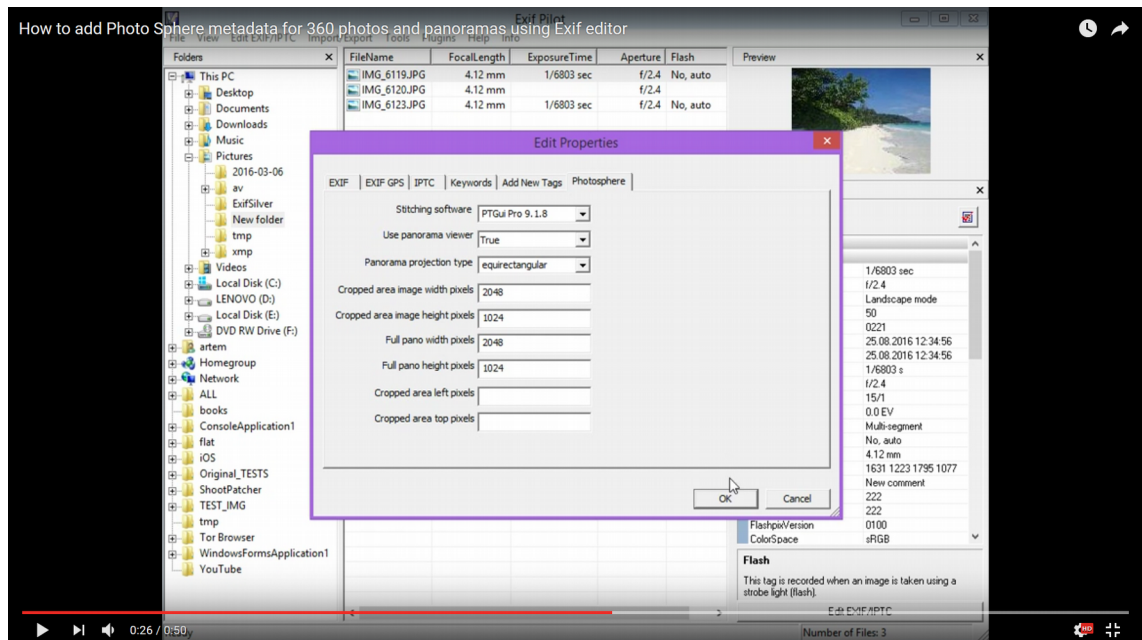 Exif Pilot
How to add Photo Sphere metadata for 360 photos and panoramas using Exif editor
File View Edit EXIF/IPTC Import/Export Tools Plugins Help Info
Folders
This PC
Desktop
Documents
Downloads
Music
Pictures
2016-03-06
av
ExifSilver
New folder
tmp
xmp
Videos
Local Disk (C:)
LENOVO (D:)
Local Disk (E:)
DVD RW Drive (F:)
artem
Homegroup
Network
ALL
books
ConsoleApplication1
flat
iOS
Original_TESTS
ShootPatcher
TEST_IMG
tmp
Tor Browser
WindowsFormsApplication1
YouTube
FileName FocalLength ExposureTime Aperture Flash
IMG_6119.JPG 4.12 mm 1/6803 sec f/2.4 No, auto
IMG_6120.JPG 4.12 mm f/2.4
IMG_6123.JPG 4.12 mm 1/6803 sec f/2.4 No, auto
Edit Properties
EXIF EXIF GPS IPTC Keywords Add New Tags Photosphere
Stitching software PTGui Pro 9.1.8
Use panorama viewer True
Panorama projection type equirectangular
Cropped area image width pixels 2048
Cropped area image height pixels 1024
Full pano width pixels 2048
Full pano height pixels 1024
Cropped area left pixels
Cropped area top pixels
OK Cancel
Preview
1/6803 sec
f/2.4
Landscape mode
50
0221
25.08.2016 12:34:56
25.08.2016 12:34:56
1/6803 s
f/2.4
15/1
0.0 EV
Multi-segment
No, auto
4.12 mm
1631 1223 1795 1077
New comment
222
222
FlashpixVersion 0100
ColorSpace sRGB
Flash
This tag is recorded when an image is taken using a
strobe light (flash).
Edit EXIF/IPTC
Number of Files: 3
0:26 / 0:50
HD